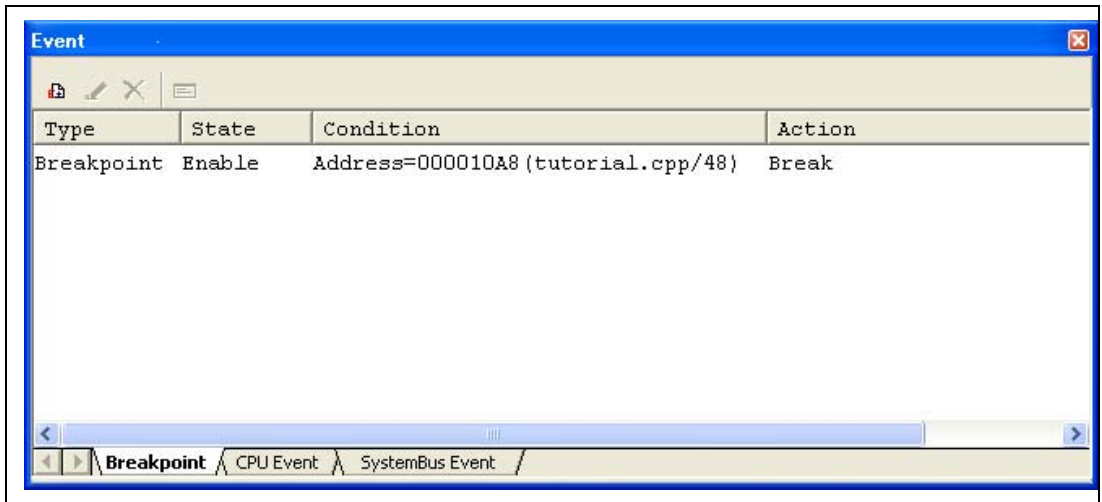 Event
Type State Condition Action
Breakpoint Enable Address=000010A8(tutorial.cpp/48) Break
Breakpoint CPU Event SystemBus Event